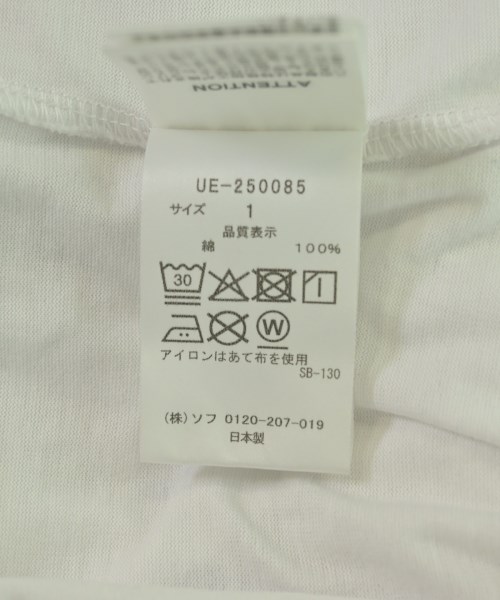 ATTENTION
UE-250085
サイズ 1
品質表示
綿 100%
30
W
アイロンはあて布を使用
SB-130
(株)ソフ 0120-207-019
日本製